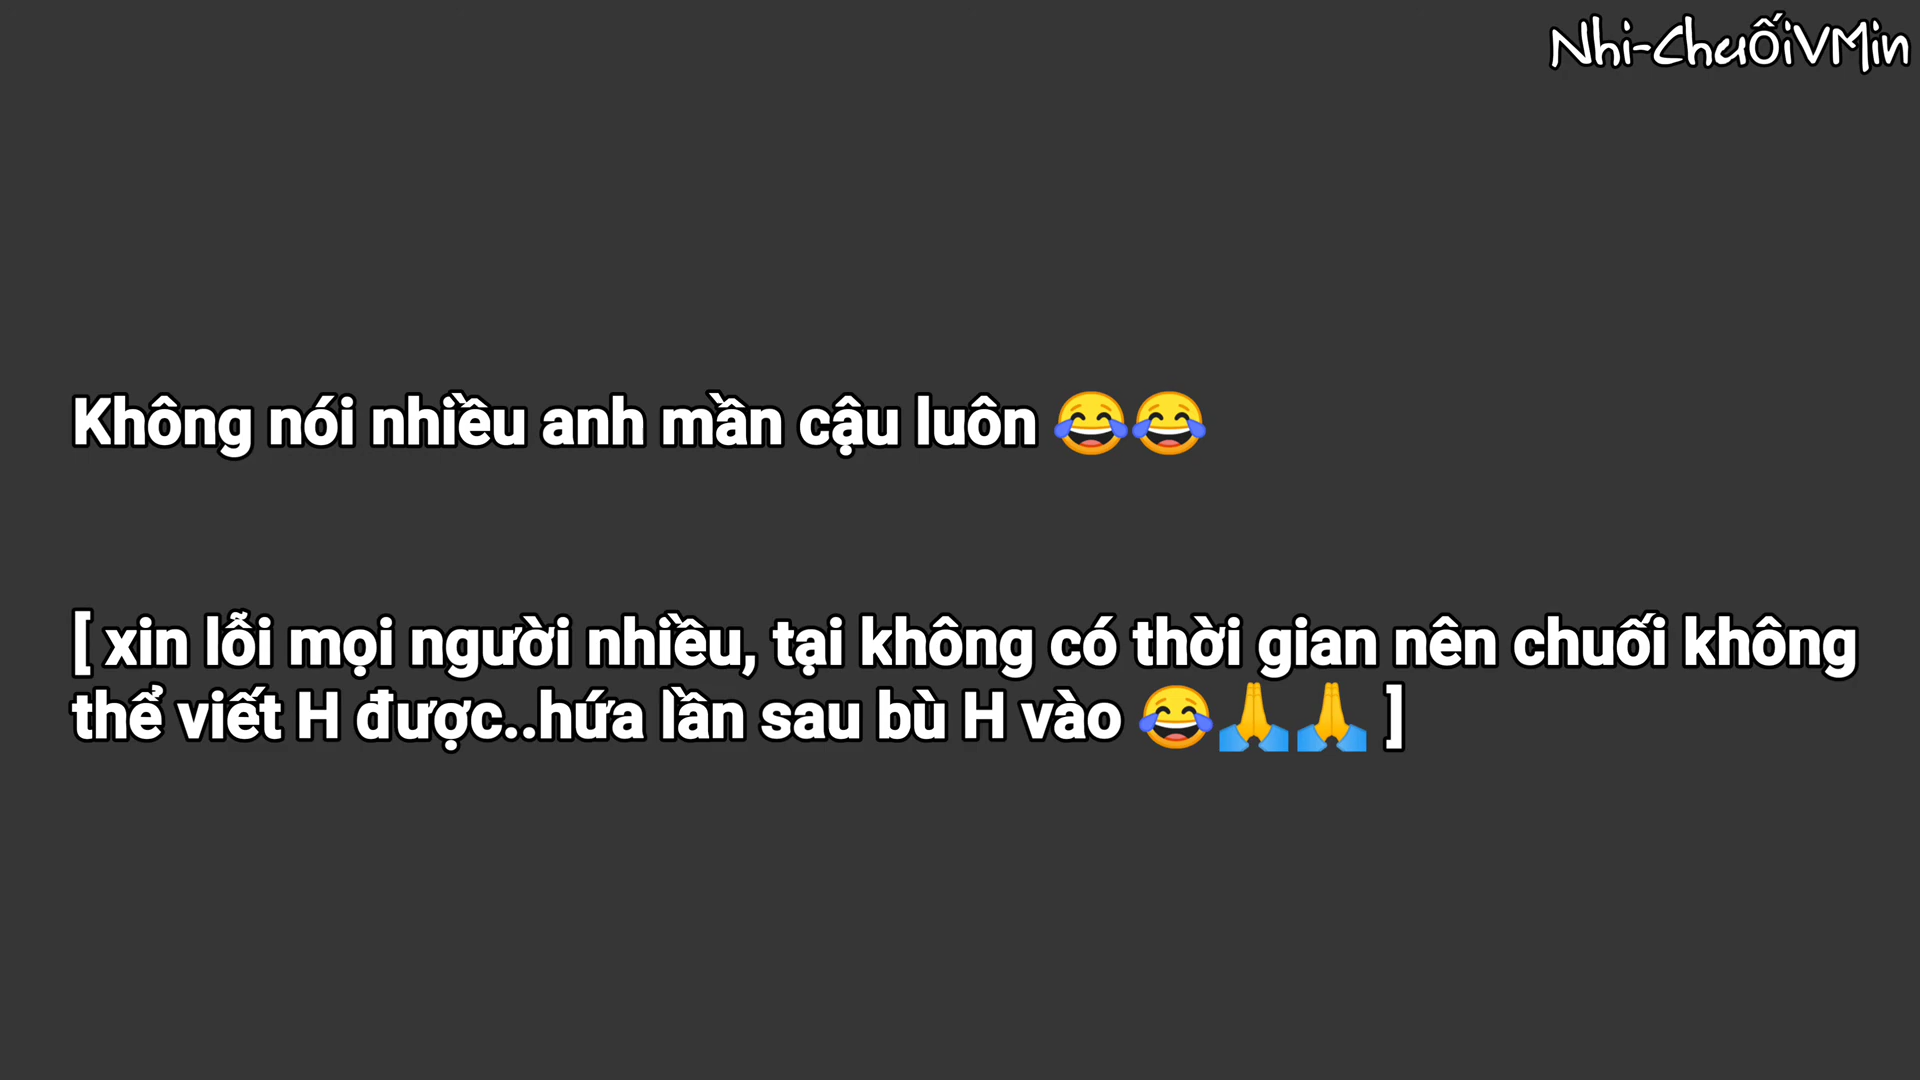 Nhi-ChuỐiVMin
Không nói nhiều anh mần cậu luôn 😂😂
[ xin lỗi mọi người nhiều, tại không có thời gian nên chuối không
thể viết H được..hứa lần sau bù H vào 😂🙏🙏 ]